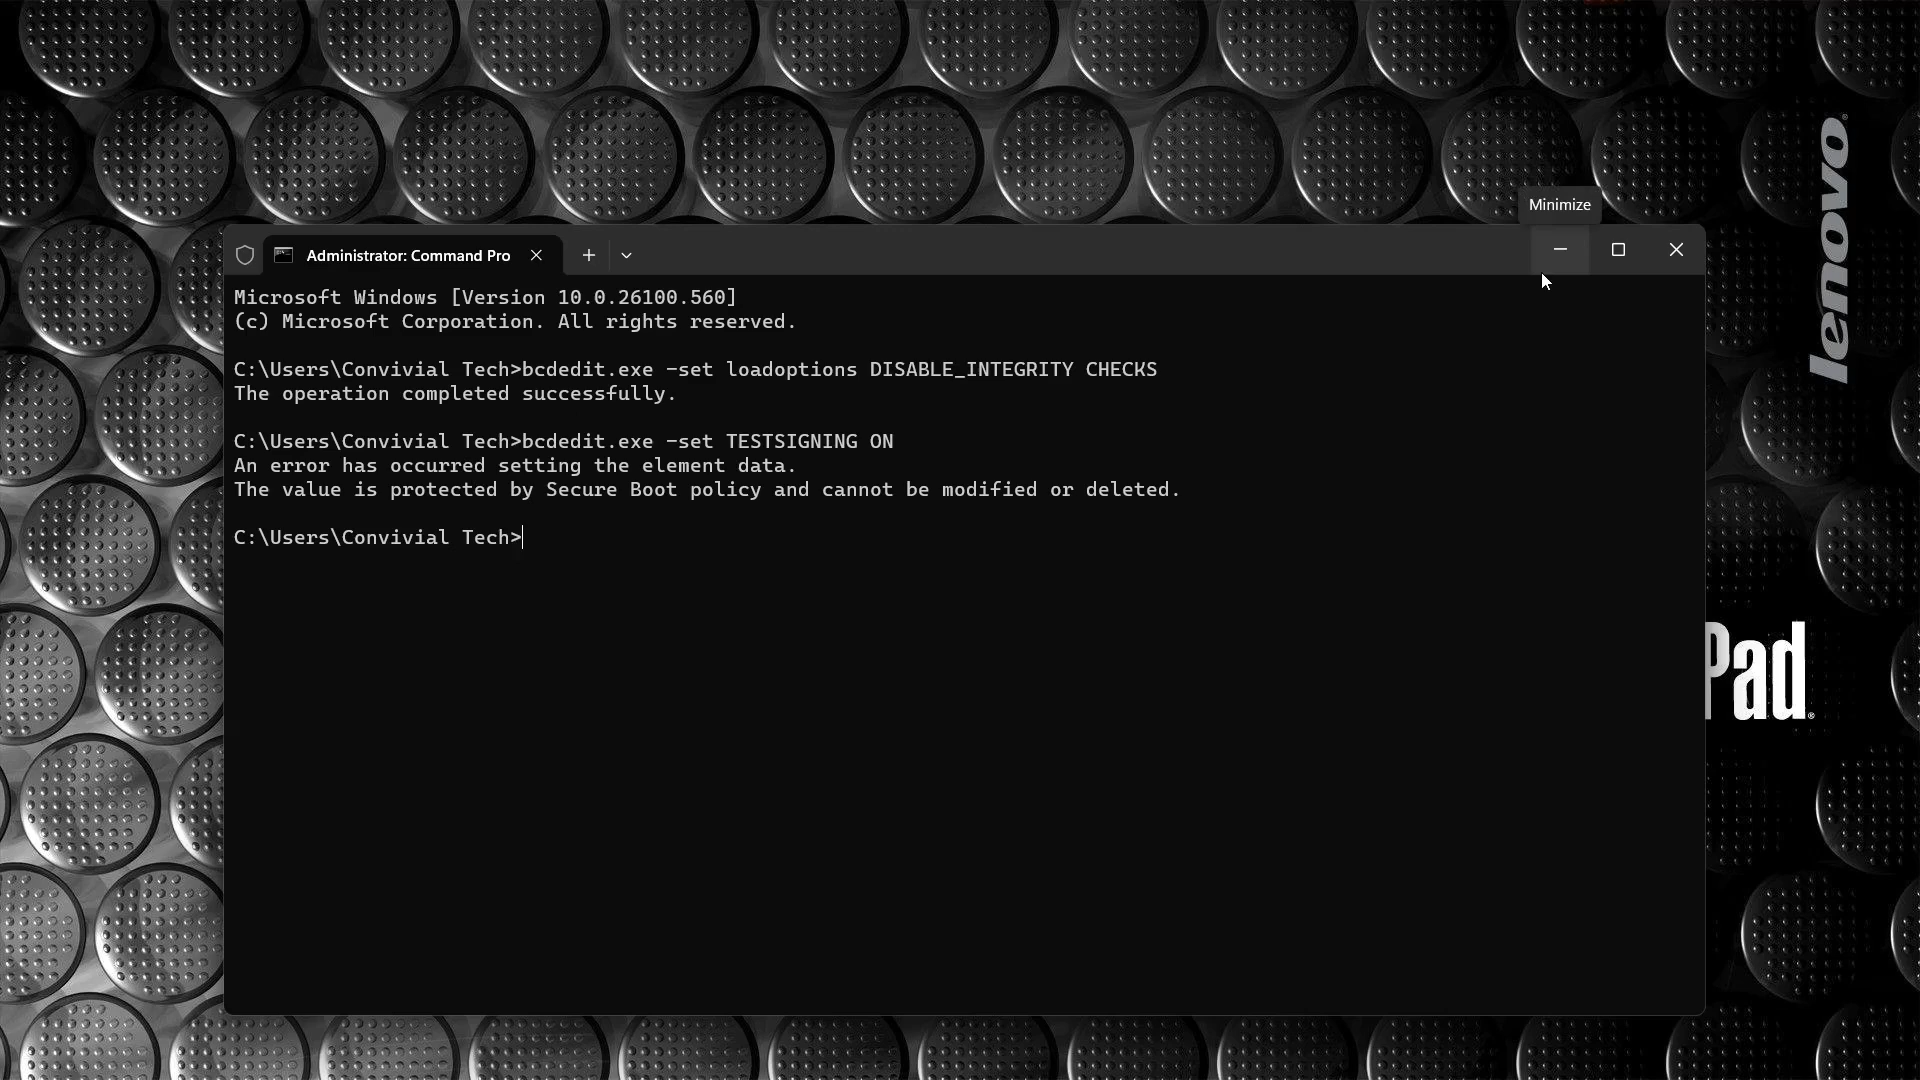 Minimize
Administrator: Command Pro
Microsoft Windows [Version 10.0.26100.560]
(c) Microsoft Corporation. All rights reserved.
C:\Users\Convivial Tech>bcdedit.exe -set loadoptions DISABLE_INTEGRITY CHECKS
The operation completed successfully.
C:\Users\Convivial Tech>bcdedit.exe -set TESTSIGNING ON
An error has occurred setting the element data.
The value is protected by Secure Boot policy and cannot be modified or deleted.
C:\Users\Convivial Tech>
lenovo
Pad